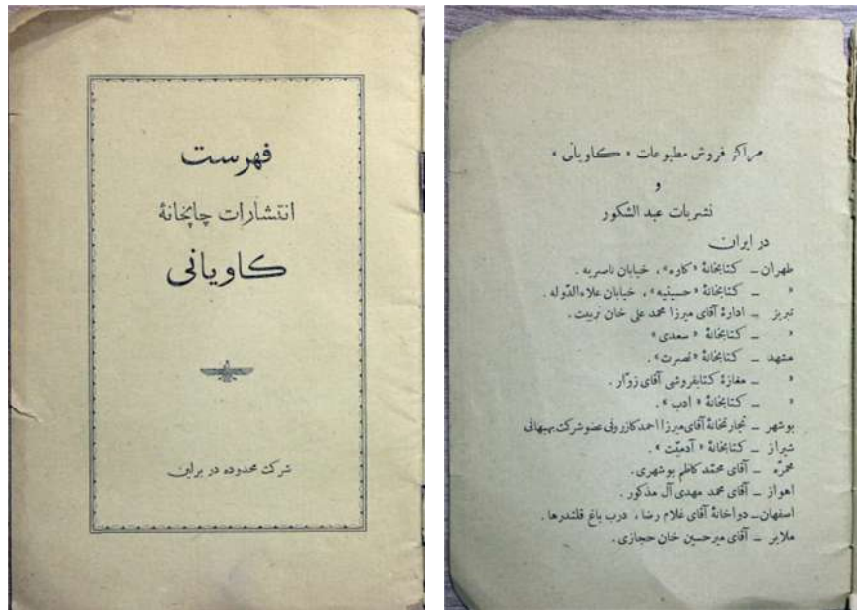 فهرست
انتشارات چاپخانهٔ
کاویانی
شرکت محدوده در برلین
مراکز فروش مطبوعات «کاویانی»
و
نشریات عبد الشکور
در ایران
طهران – کتابخانهٔ «کاوه»، خیابان ناصریه.
« – کتابخانهٔ «حسینیه»، خیابان علاءالدّوله.
تبریز – ادارهٔ آقای میرزا محمد علی خان تربیت.
« – کتابخانهٔ «سعدی»
مشهد – کتابخانهٔ «نصرت».
« – مغازهٔ کتابفروشی آقای زوّار.
« – کتابخانهٔ «ادب».
بوشهر – تجارتخانهٔ آقای میرزا احمد کازرونی عضو شرکت بهبهانی
شیراز – کتابخانهٔ «آدمیّت».
محمرّه – آقای محمّد کاظم بوشهری.
اهواز – آقای محمد مهدی آل مذکور.
اصفهان – دواخانهٔ آقای غلام رضا، درب باغ قلندرها.
ملایر – آقای میرحسین خان حجازی.